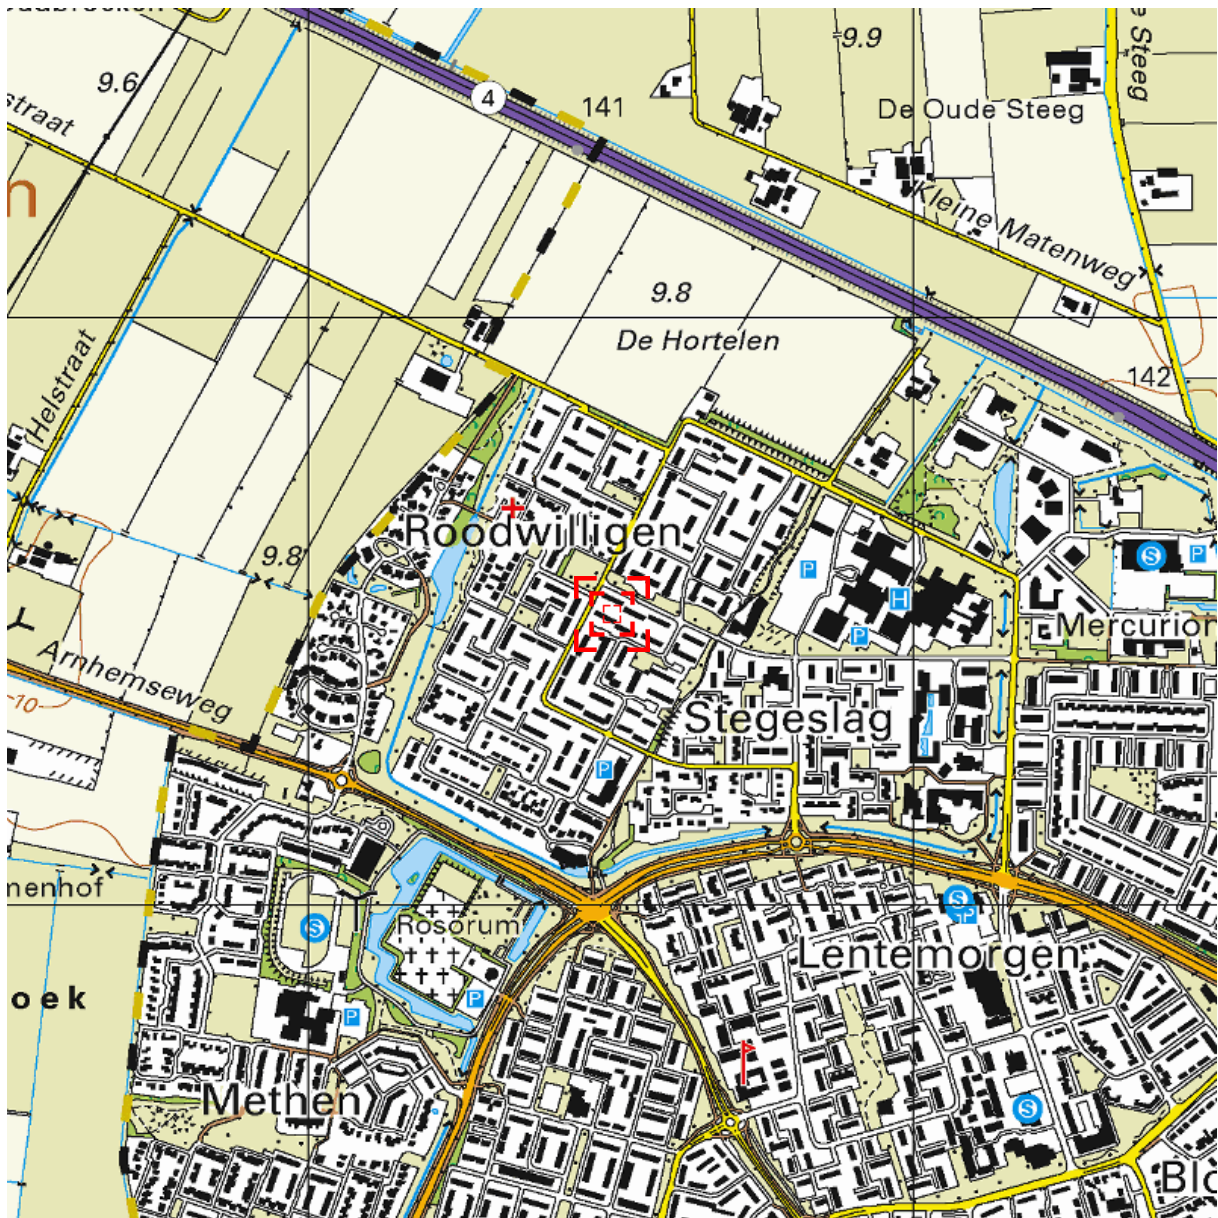 9.6
straat
4
141
9.9
De Oude Steeg
Steeg
Kleine Matenweg
9.8
De Hortelen
142
Helstraat
Roodwilligen
P
9.8
S
P
H
P
Mercurion
Arnhemseweg
10
Stegeslag
P
menhof
S
Rosorum
S
P
Lentemorgen
oek
P
P
Methen
S
Blo